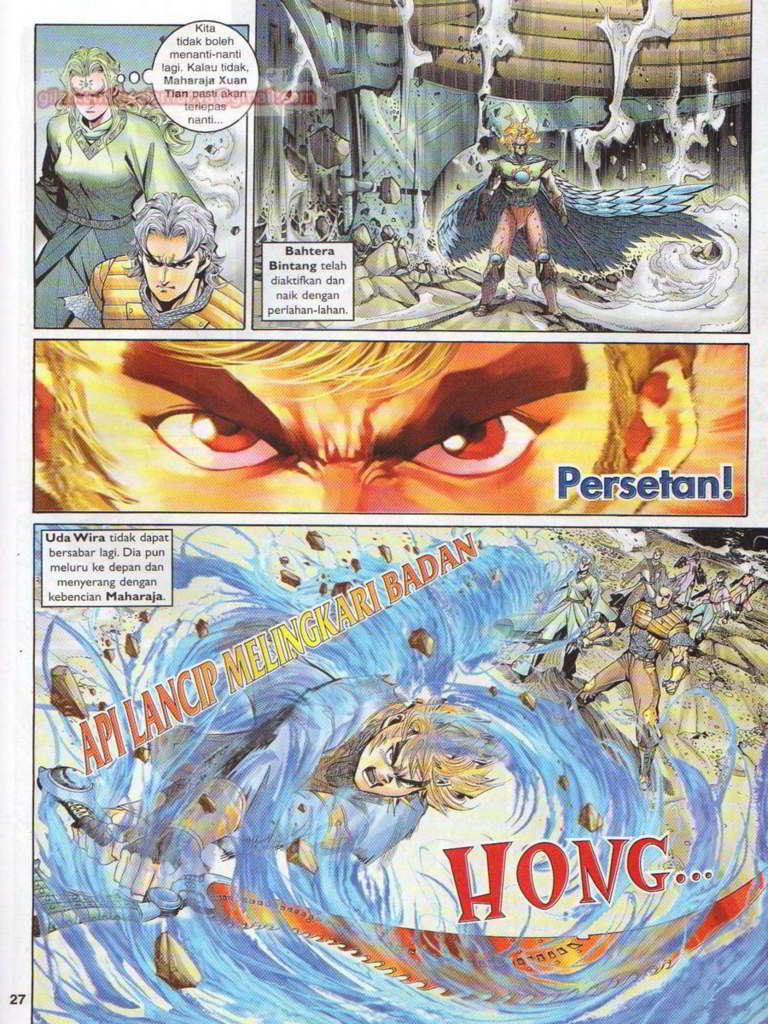 Kita
tidak boleh
menanti-nanti
lagi. Kalau tidak,
Maharaja Xuan
Tian pasti akan
terlepas
nanti...
Bahtera
Bintang telah
diaktifkan dan
naik dengan
perlahan-lahan.
Persetan!
Uda Wira tidak dapat
bersabar lagi. Dia pun
meluru ke depan dan
menyerang dengan
kebencian Maharaja.
API LANCIP MELINGKARI BADAN
HONG...
27